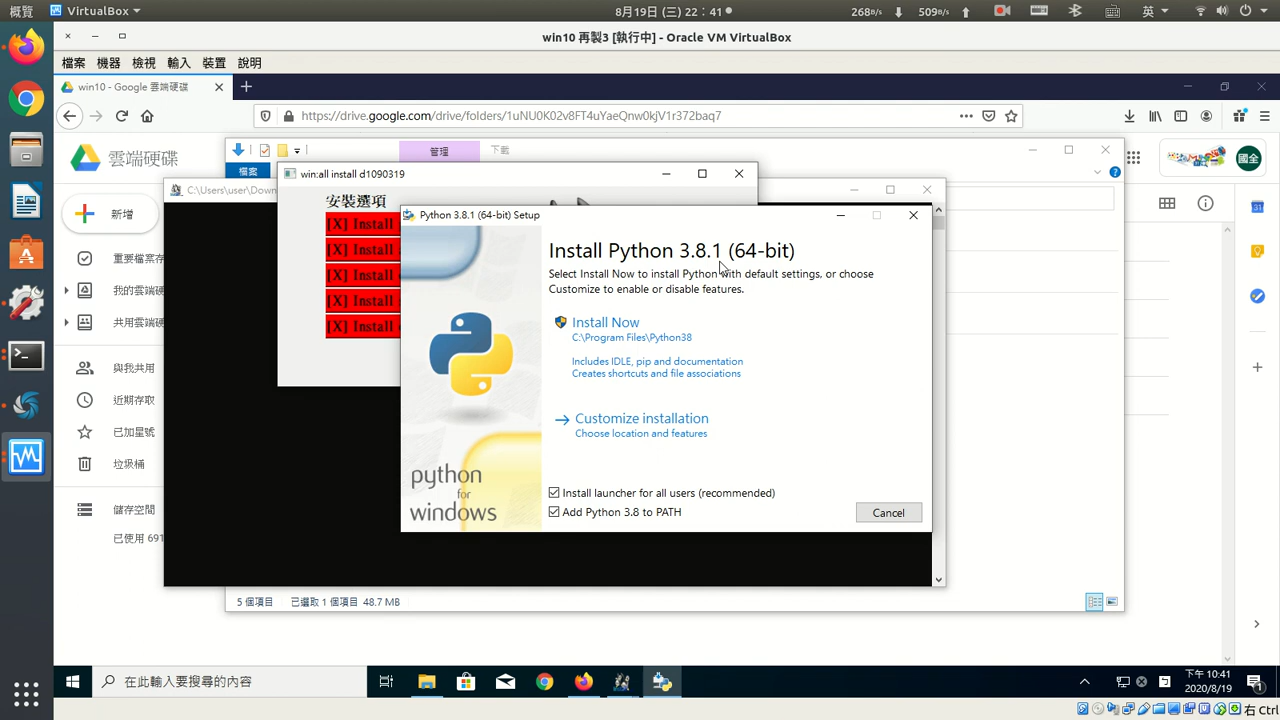 概覽
VirtualBox
8月19日 (三) 22：41
268B/s
509B/s
英
win10 再製3 [執行中] - Oracle VM VirtualBox
檔案 機器 檢視 輸入 裝置 說明
win10 - Google 雲端硬碟
https://drive.google.com/drive/folders/1uNU0K02v8FT4uYaeQnw0kJV1r372baq7
雲端硬碟
管理
下載
檔案
國全
win:all install d1090319
C:\Users\user\Down
安裝選項
新增
[X] Install
[X] Install
[X] Install
[X] Install
[X] Install
重要檔案存
我的雲端硬
共用雲端硬
與我共用
近期存取
已加星號
垃圾桶
儲存空間
已使用 691
Python 3.8.1 (64-bit) Setup
Install Python 3.8.1 (64-bit)
Select Install Now to install Python with default settings, or choose
Customize to enable or disable features.
Install Now
C:\Program Files\Python38
Includes IDLE, pip and documentation
Creates shortcuts and file associations
Customize installation
Choose location and features
python
for
windows
Install launcher for all users (recommended)
Add Python 3.8 to PATH
Cancel
5 個項目 已選取 1 個項目 48.7 MB
在此輸入要搜尋的內容
下午 10:41
2020/8/19
右 Ctrl